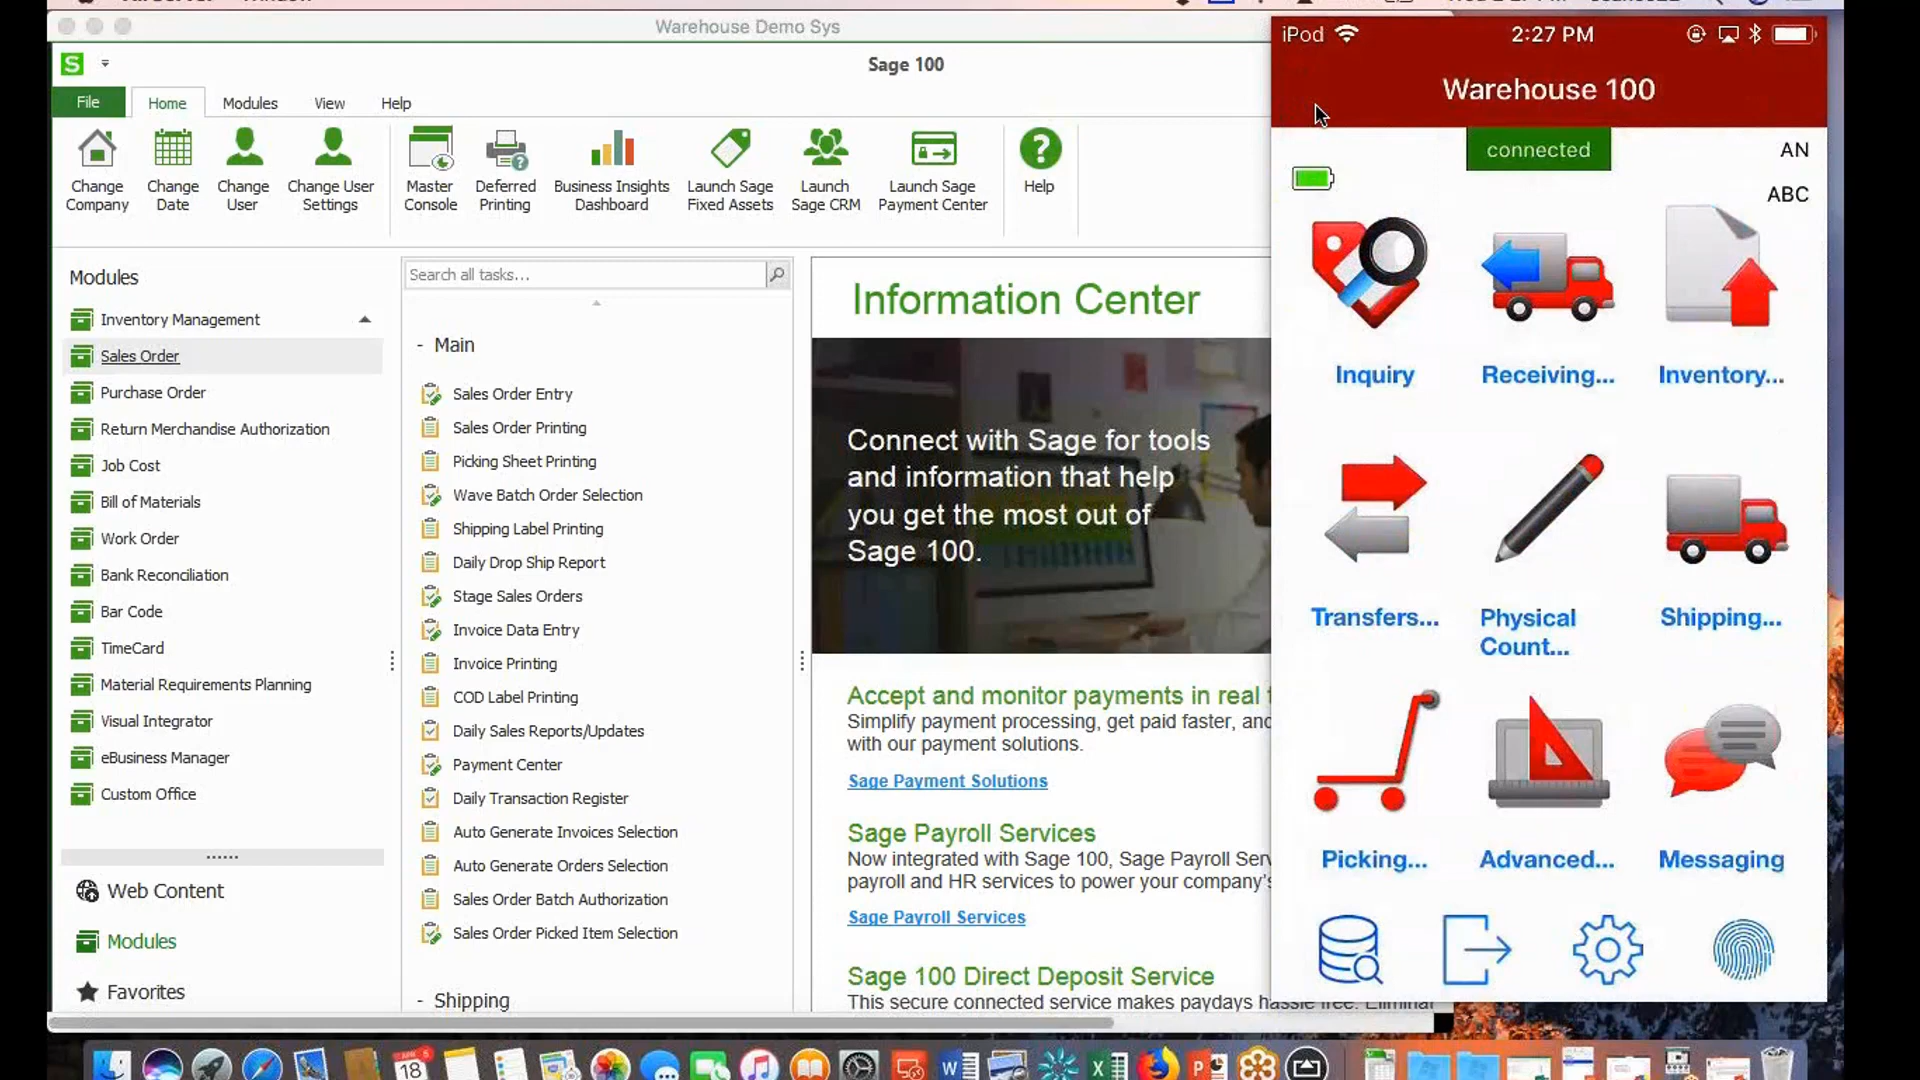 Warehouse Demo Sys
Sage 100
File
Home
Modules
View
Help
Change Company
Change Date
Change User
Change User Settings
Master Console
Deferred Printing
Business Insights Dashboard
Launch Sage Fixed Assets
Launch Sage CRM
Launch Sage Payment Center
Help
Modules
Inventory Management
Sales Order
Purchase Order
Return Merchandise Authorization
Job Cost
Bill of Materials
Work Order
Bank Reconciliation
Bar Code
TimeCard
Material Requirements Planning
Visual Integrator
eBusiness Manager
Custom Office
Web Content
Modules
Favorites
Search all tasks...
- Main
Sales Order Entry
Sales Order Printing
Picking Sheet Printing
Wave Batch Order Selection
Shipping Label Printing
Daily Drop Ship Report
Stage Sales Orders
Invoice Data Entry
Invoice Printing
COD Label Printing
Daily Sales Reports/Updates
Payment Center
Daily Transaction Register
Auto Generate Invoices Selection
Auto Generate Orders Selection
Sales Order Batch Authorization
Sales Order Picked Item Selection
- Shipping
Information Center
Connect with Sage for tools
and information that help
you get the most out of
Sage 100.
Accept and monitor payments in real
Simplify payment processing, get paid faster, and
with our payment solutions.
Sage Payment Solutions
Sage Payroll Services
Now integrated with Sage 100, Sage Payroll Serv
payroll and HR services to power your company's
Sage Payroll Services
Sage 100 Direct Deposit Service
This secure connected service makes paydays hassle free.
iPod
2:27 PM
Warehouse 100
connected
AN
ABC
Inquiry
Receiving...
Inventory...
Transfers...
Physical
Count...
Shipping...
Picking...
Advanced...
Messaging
18